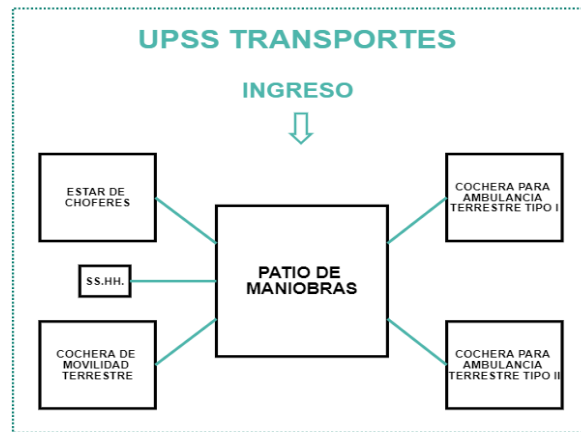 UPSS TRANSPORTES
INGRESO
ESTAR DE
CHOFERES
COCHERA PARA
AMBULANCIA
TERRESTRE TIPO I
SS.HH.
PATIO DE
MANIOBRAS
COCHERA DE
MOVILIDAD
TERRESTRE
COCHERA PARA
AMBULANCIA
TERRESTRE TIPO II